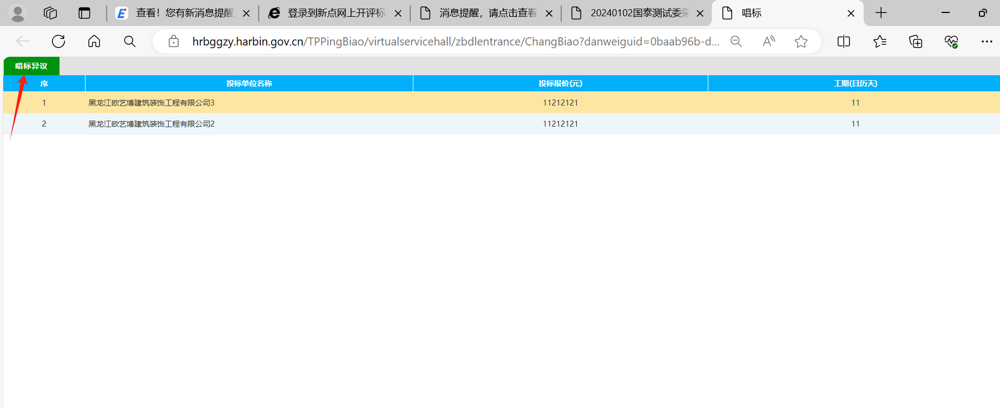 查看！您有新消息提醒
登录到新点网上开评标
消息提醒，请点击查看
20240102国泰测试委采
唱标
hrbggzy.harbin.gov.cn/TPPingBiao/virtualservicehall/zbdlentrance/ChangBiao?danweiguid=0baab96b-d...
唱标异议
序 投标单位名称 投标报价(元) 工期(日历天)
1 黑龙江欧艺博建筑装饰工程有限公司3 11212121 11
2 黑龙江欧艺博建筑装饰工程有限公司2 11212121 11